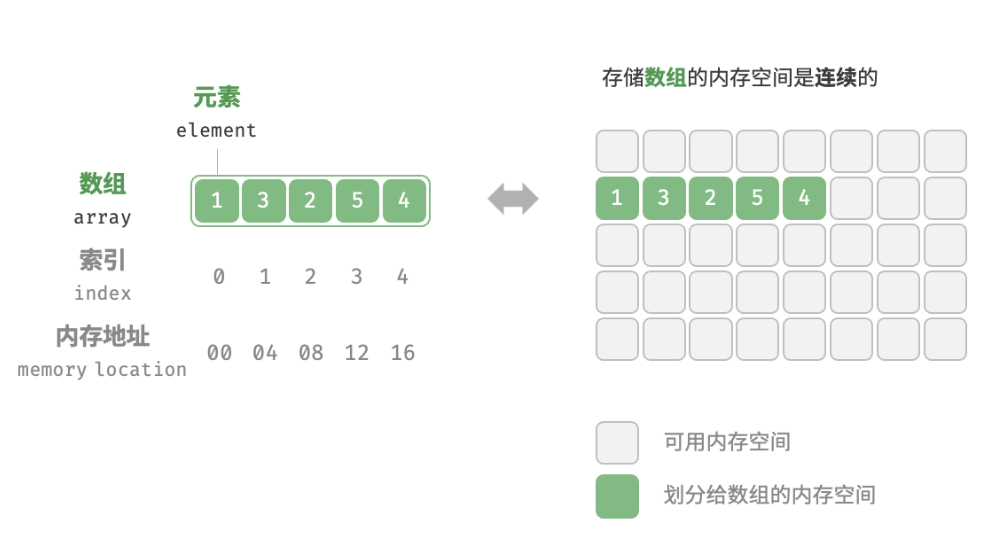 元素
element
数组
array
1 3 2 5 4
索引
index
0 1 2 3 4
内存地址
memory location
00 04 08 12 16
存储数组的内存空间是连续的
1 3 2 5 4
可用内存空间
划分给数组的内存空间